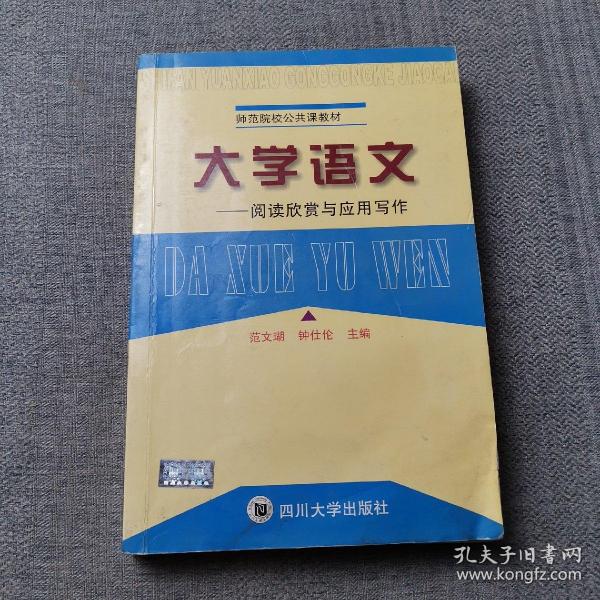 SHIFAN YUANXIAO GONGGONGKE JIAOCAI
师范院校公共课教材
大学语文
——阅读欣赏与应用写作
DA XUE YU WEN
范文瑚 钟仕伦 主编
四川大学出版社
孔夫子旧书网
www.kongfz.com